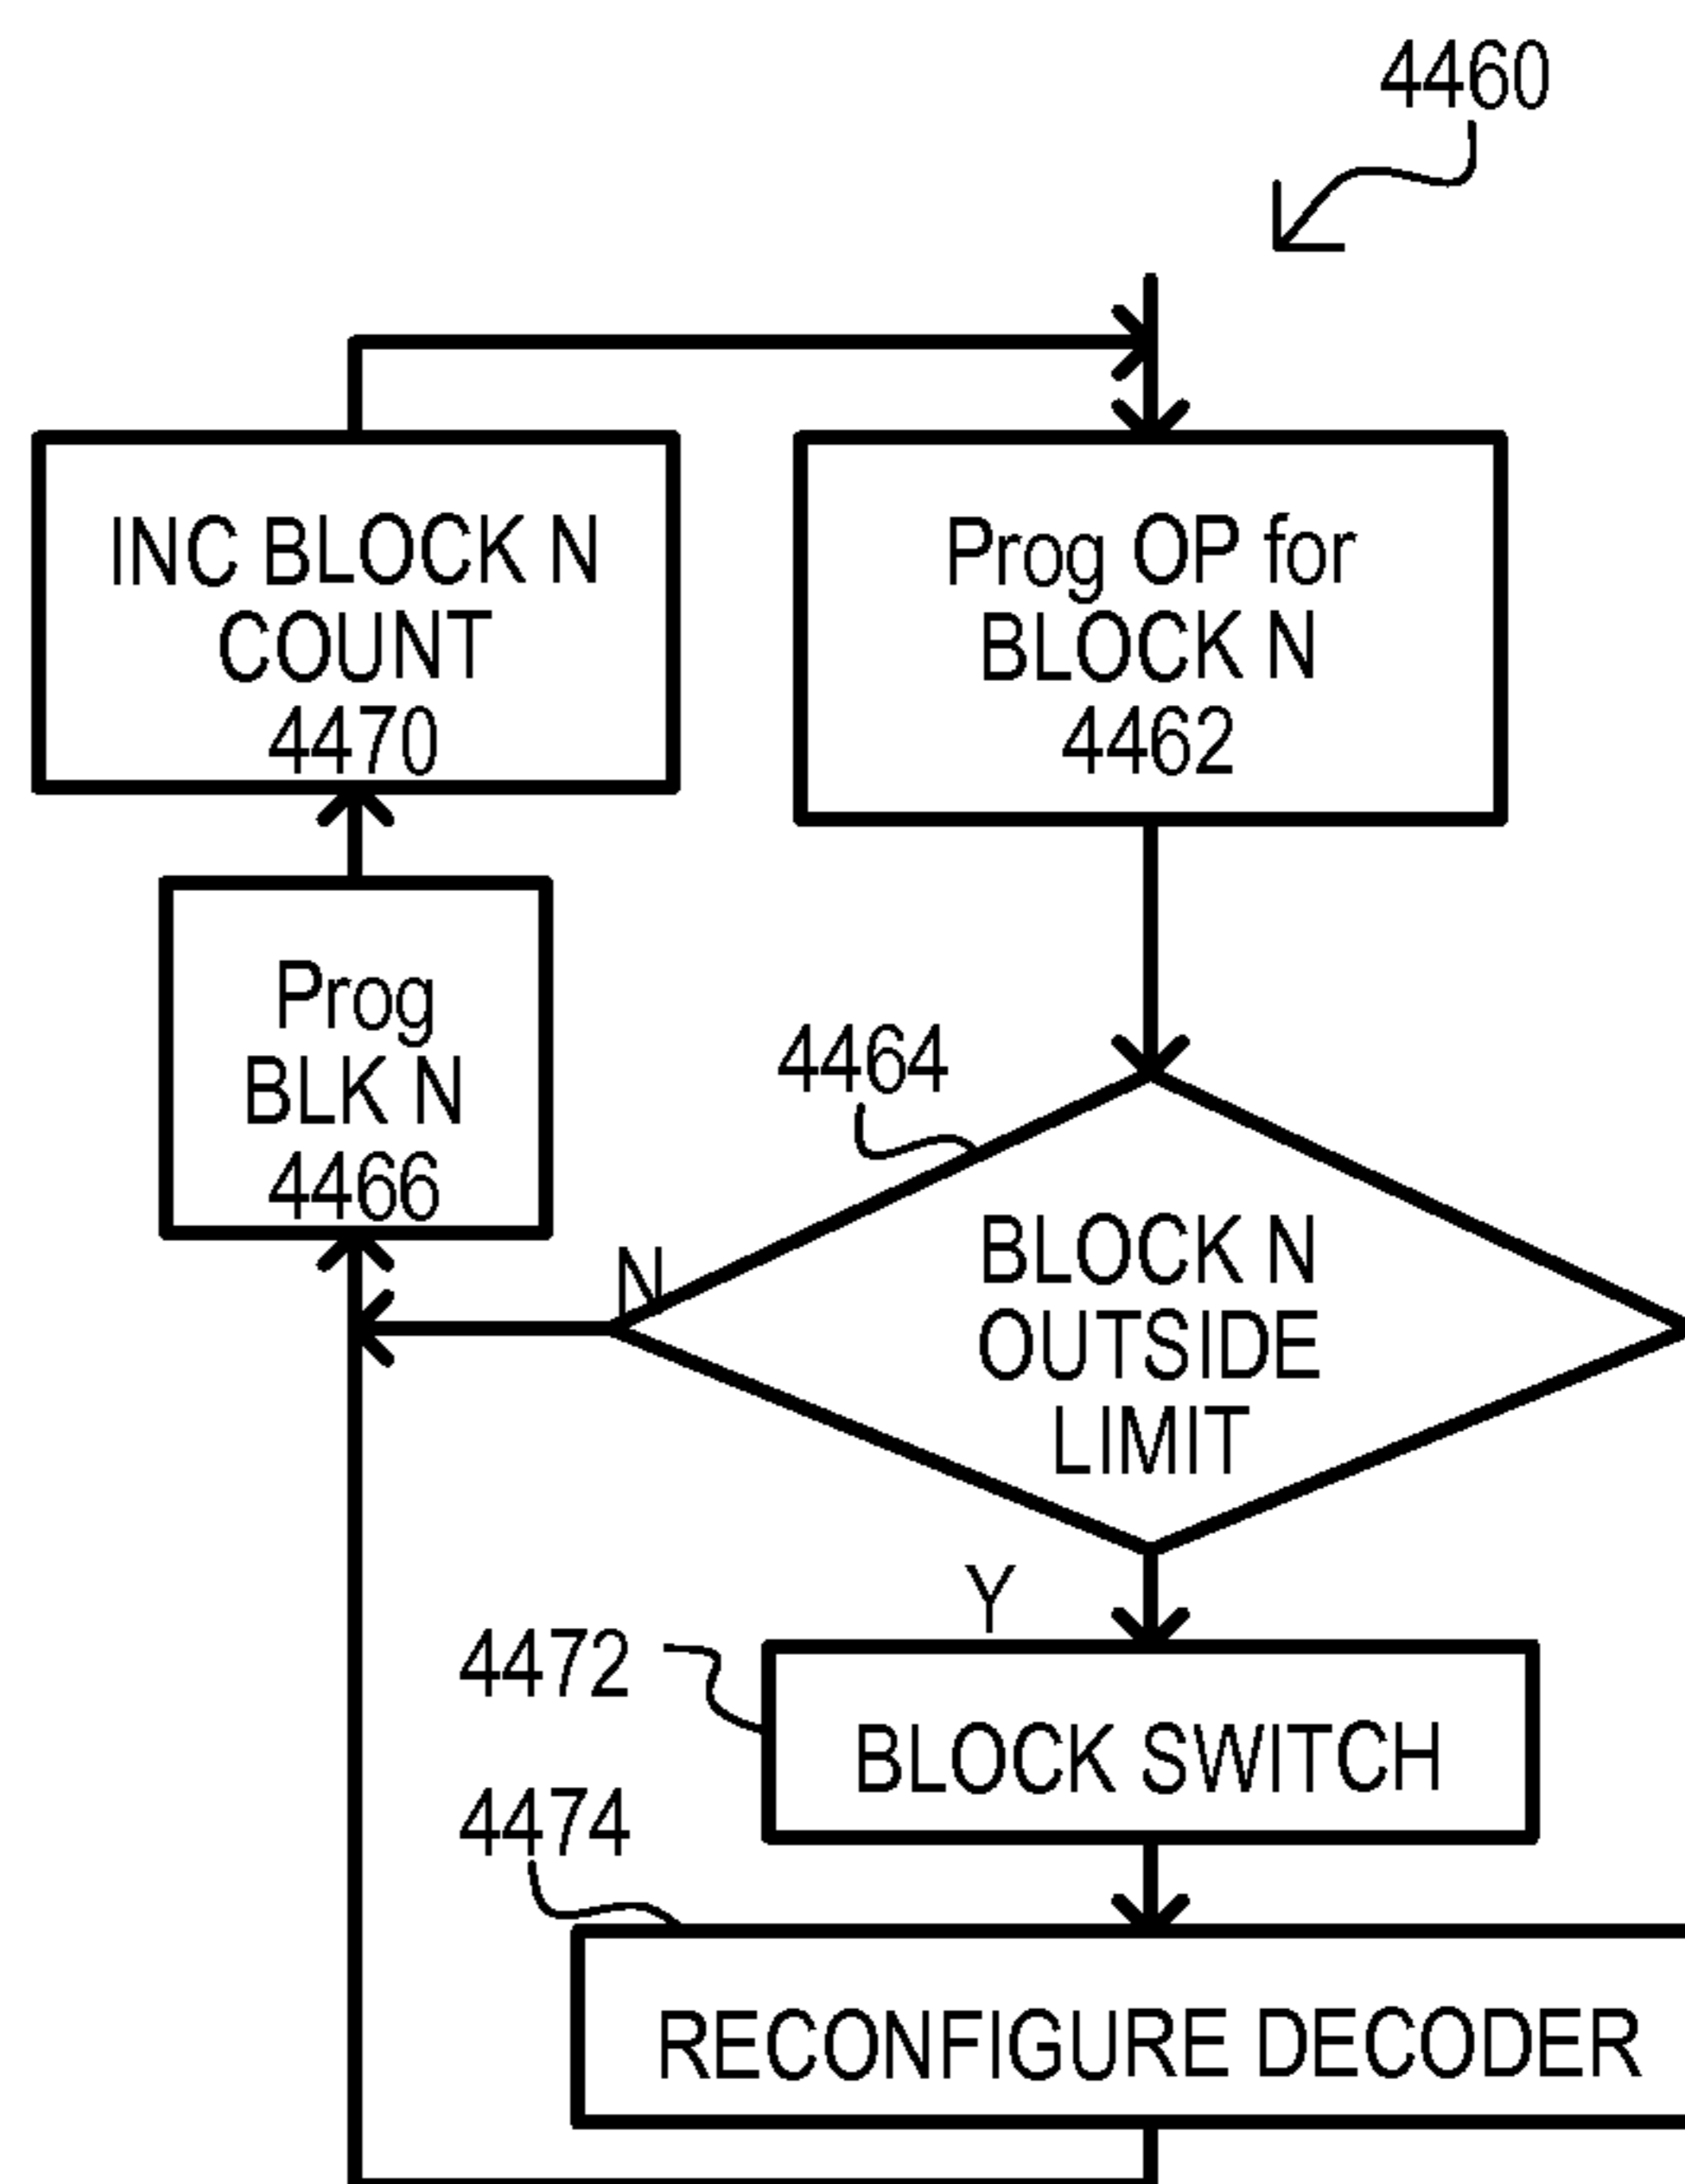 4460
INC BLOCK N
COUNT
4470
Prog OP for
BLOCK N
4462
Prog
BLK N
4466
4464
N
BLOCK N
OUTSIDE
LIMIT
Y
4472
BLOCK SWITCH
4474
RECONFIGURE DECODER